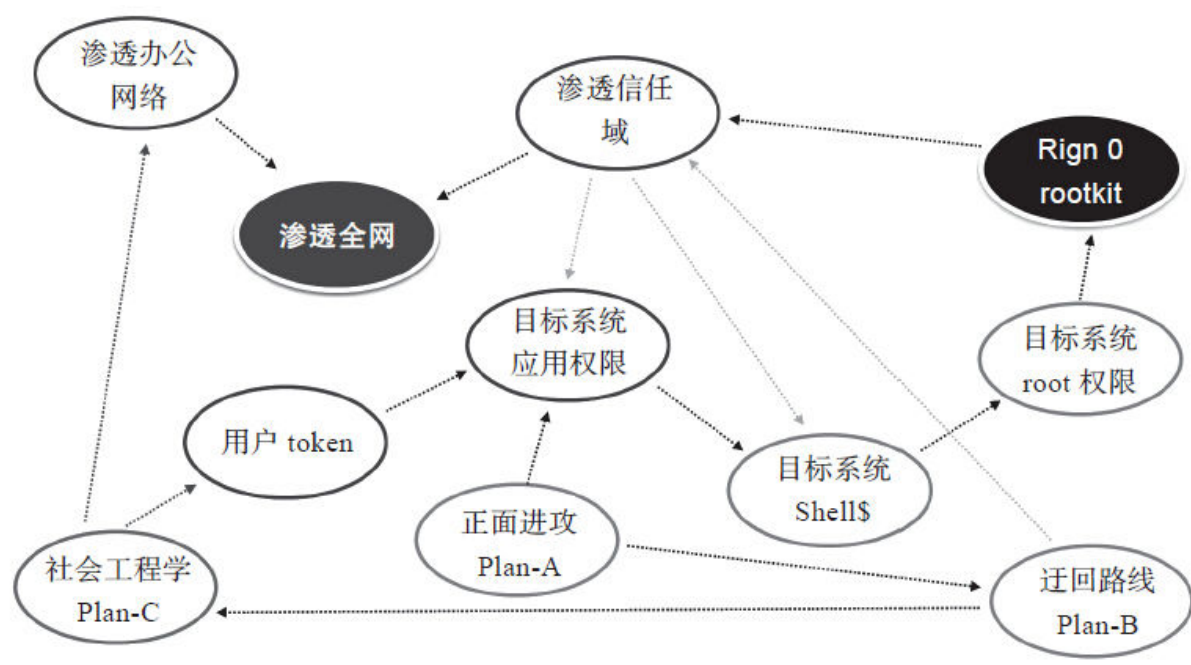 渗透办公
网络
渗透信任
域
Rign 0
rootkit
渗透全网
目标系统
应用权限
目标系统
root 权限
用户 token
目标系统
Shell$
正面进攻
Plan-A
社会工程学
Plan-C
迂回路线
Plan-B